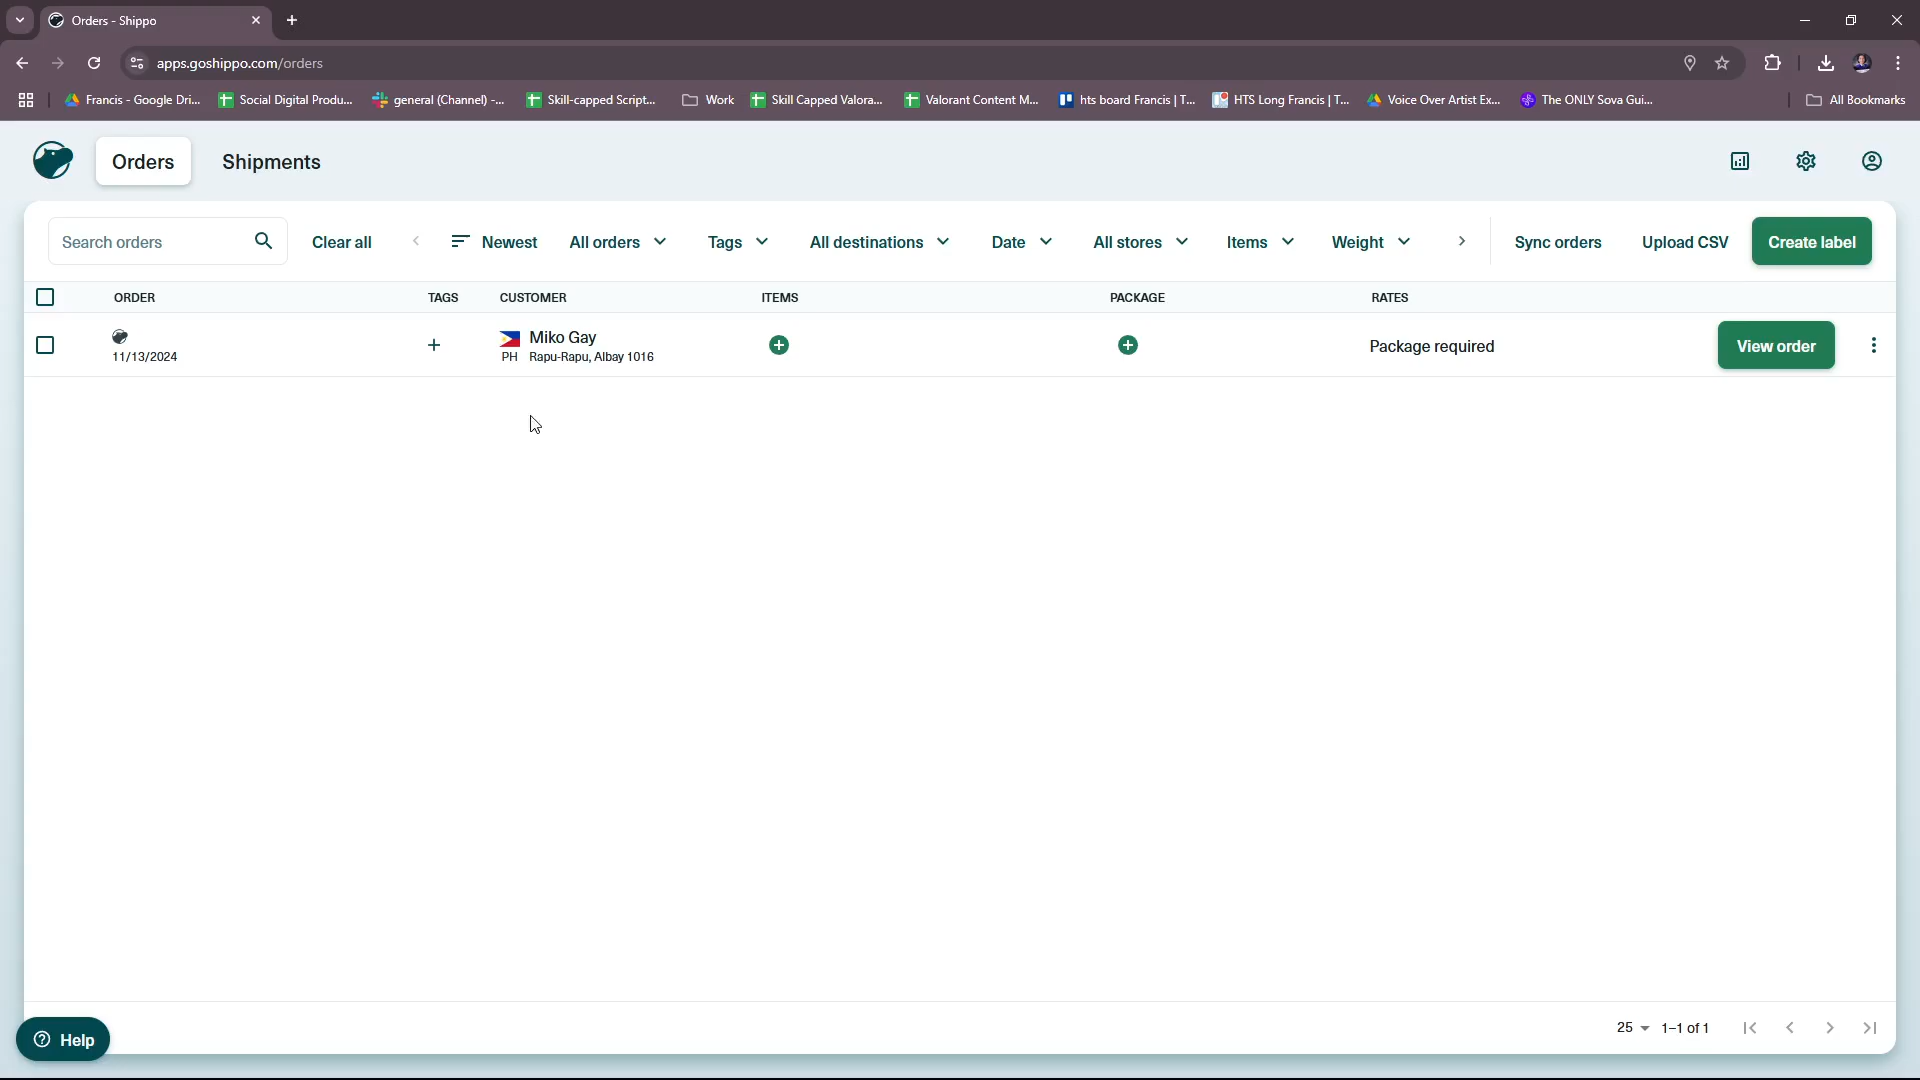 Orders - Shippo
apps.goshippo.com/orders
Francis - Google Dri... Social Digital Produ... general (Channel) -... Skill-capped Script... Work Skill Capped Valora... Valorant Content M... hts board Francis | T... HTS Long Francis | T... Voice Over Artist Ex... The ONLY Sova Gui... All Bookmarks
Orders Shipments
Search orders Clear all Newest All orders Tags All destinations Date All stores Items Weight Sync orders Upload CSV Create label
ORDER TAGS CUSTOMER ITEMS PACKAGE RATES
Miko Gay
11/13/2024 PH Rapu-Rapu, Albay 1016
Package required View order
25 1-1 of 1
Help